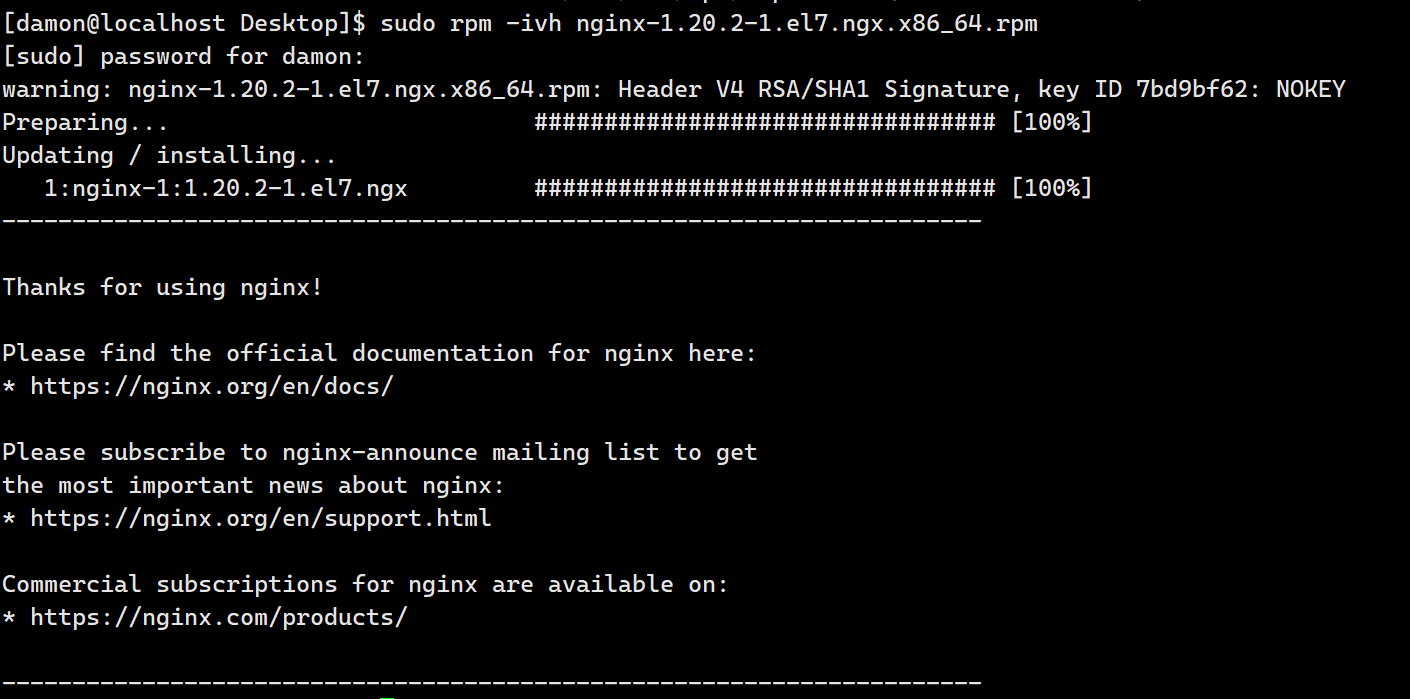 [damon@localhost Desktop]$ sudo rpm -ivh nginx-1.20.2-1.el7.ngx.x86_64.rpm
[sudo] password for damon:
warning: nginx-1.20.2-1.el7.ngx.x86_64.rpm: Header V4 RSA/SHA1 Signature, key ID 7bd9bf62: NOKEY
Preparing...                          ################################# [100%]
Updating / installing...
   1:nginx-1:1.20.2-1.el7.ngx         ################################# [100%]
----------------------------------------------------------------------
Thanks for using nginx!
Please find the official documentation for nginx here:
* https://nginx.org/en/docs/
Please subscribe to nginx-announce mailing list to get
the most important news about nginx:
* https://nginx.org/en/support.html
Commercial subscriptions for nginx are available on:
* https://nginx.com/products/
----------------------------------------------------------------------